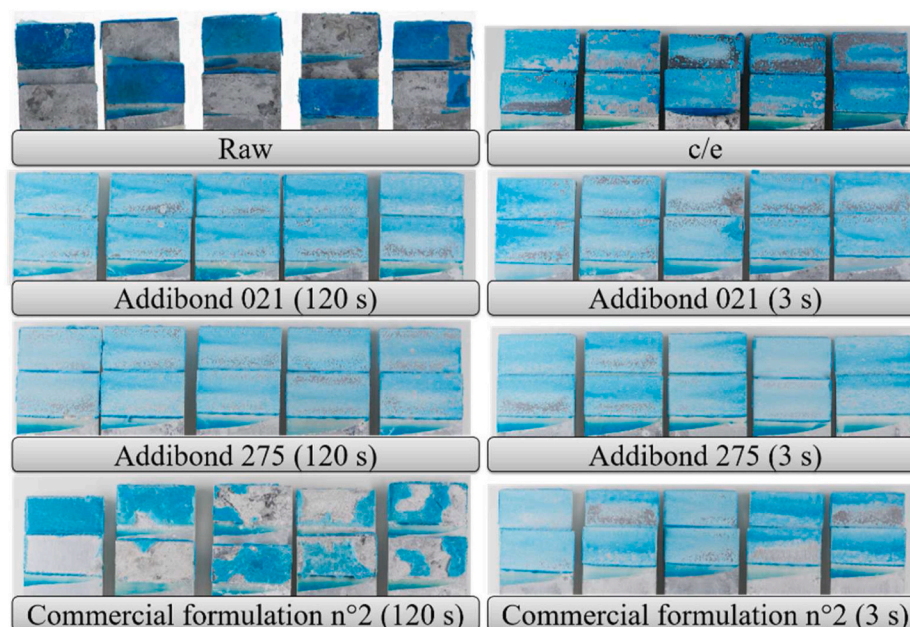 Raw
c/e
Addibond 021 (120 s)
Addibond 021 (3 s)
Addibond 275 (120 s)
Addibond 275 (3 s)
Commercial formulation n°2 (120 s)
Commercial formulation n°2 (3 s)